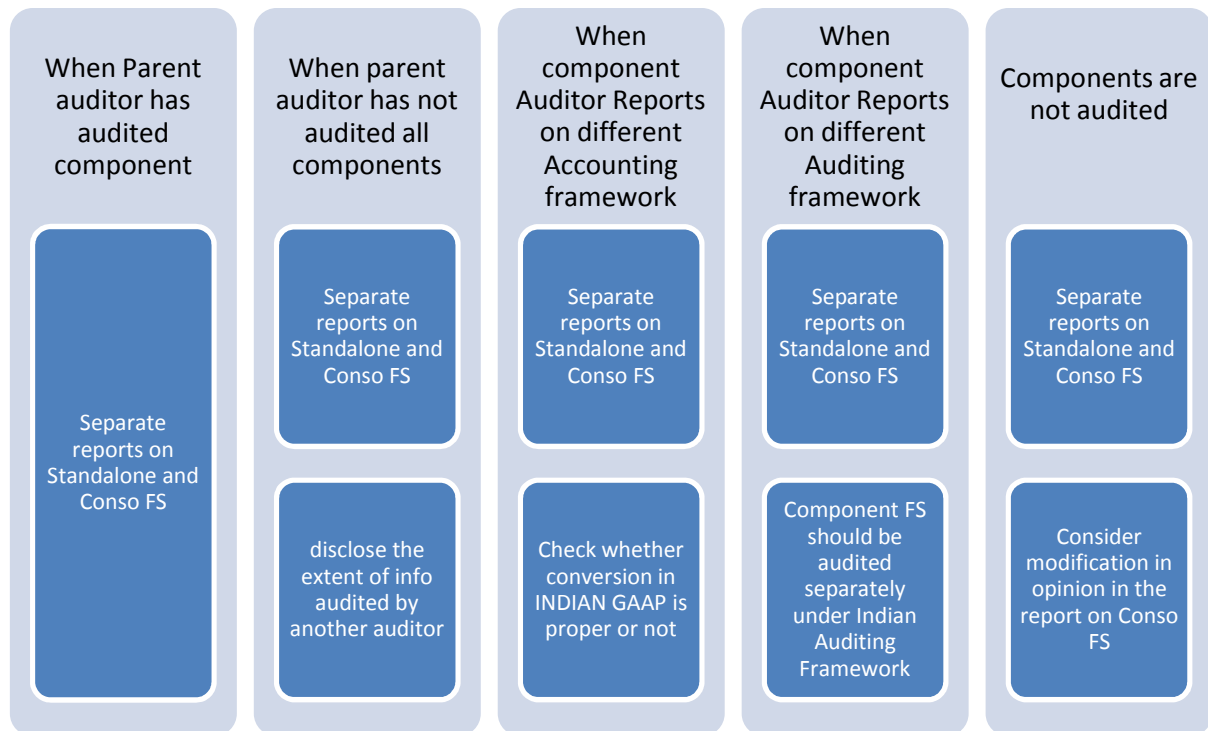 When Parent
auditor has
audited
component
Separate
reports on
Standalone and
Conso FS
When parent
auditor has not
audited all
components
Separate
reports on
Standalone and
Conso FS
disclose the
extent of info
audited by
another auditor
When
component
Auditor Reports
on different
Accounting
framework
Separate
reports on
Standalone and
Conso FS
Check whether
conversion in
INDIAN GAAP is
proper or not
When
component
Auditor Reports
on different
Auditing
framework
Separate
reports on
Standalone and
Conso FS
Component FS
should be
audited
separately
under Indian
Auditing
Framework
Components are
not audited
Separate
reports on
Standalone and
Conso FS
Consider
modification in
opinion in the
report on Conso
FS